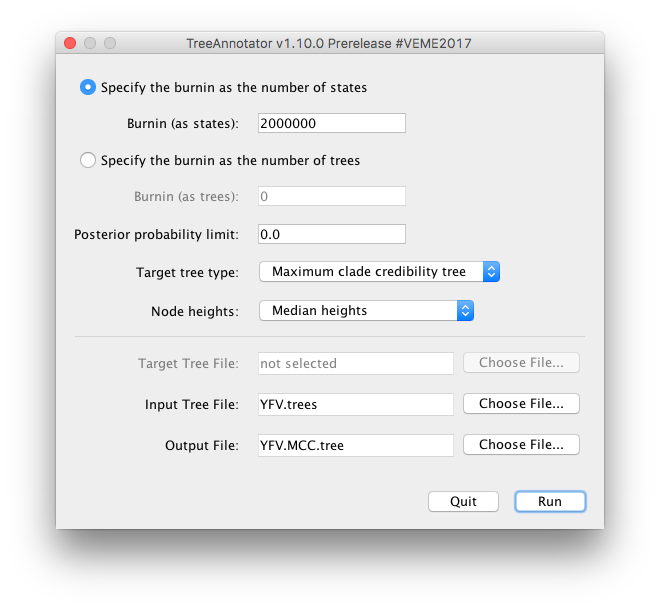 TreeAnnotator v1.10.0 Prerelease #VEME2017
Specify the burnin as the number of states
Burnin (as states): 2000000
Specify the burnin as the number of trees
Burnin (as trees): 0
Posterior probability limit: 0.0
Target tree type: Maximum clade credibility tree
Node heights: Median heights
Target Tree File: not selected Choose File...
Input Tree File: YFV.trees Choose File...
Output File: YFV.MCC.tree Choose File...
Quit Run